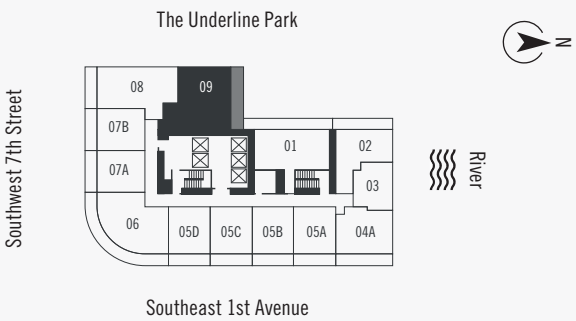 The Underline Park
N
08
09
07B
01
02
Southwest 7th Street
07A
03
River
06
05D
05C
05B
05A
04A
Southeast 1st Avenue